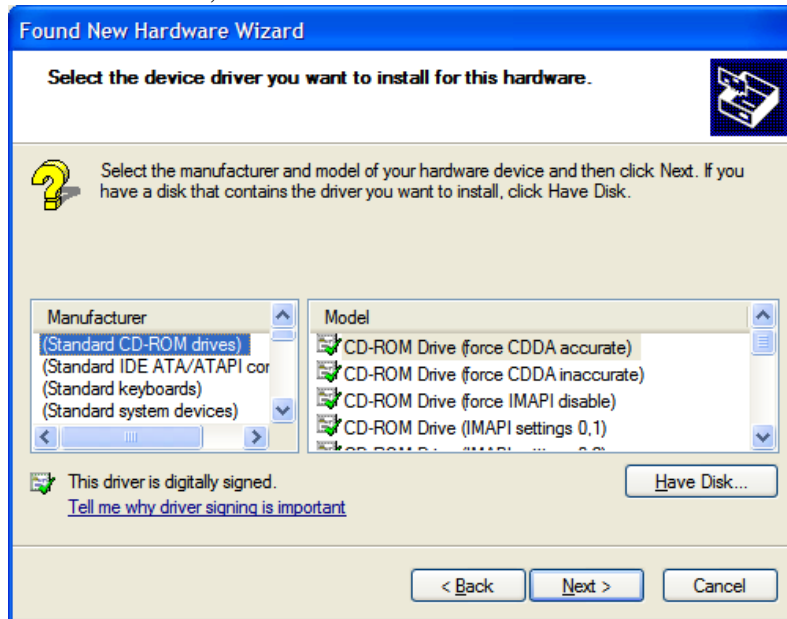 Found New Hardware Wizard
Select the device driver you want to install for this hardware.
Select the manufacturer and model of your hardware device and then click Next. If you
have a disk that contains the driver you want to install, click Have Disk.
Manufacturer
(Standard CD-ROM drives)
(Standard IDE ATA/ATAPI cor
(Standard keyboards)
(Standard system devices)
Model
CD-ROM Drive (force CDDA accurate)
CD-ROM Drive (force CDDA inaccurate)
CD-ROM Drive (force IMAPI disable)
CD-ROM Drive (IMAPI settings 0,1)
This driver is digitally signed.
Tell me why driver signing is important
Have Disk...
< Back
Next >
Cancel